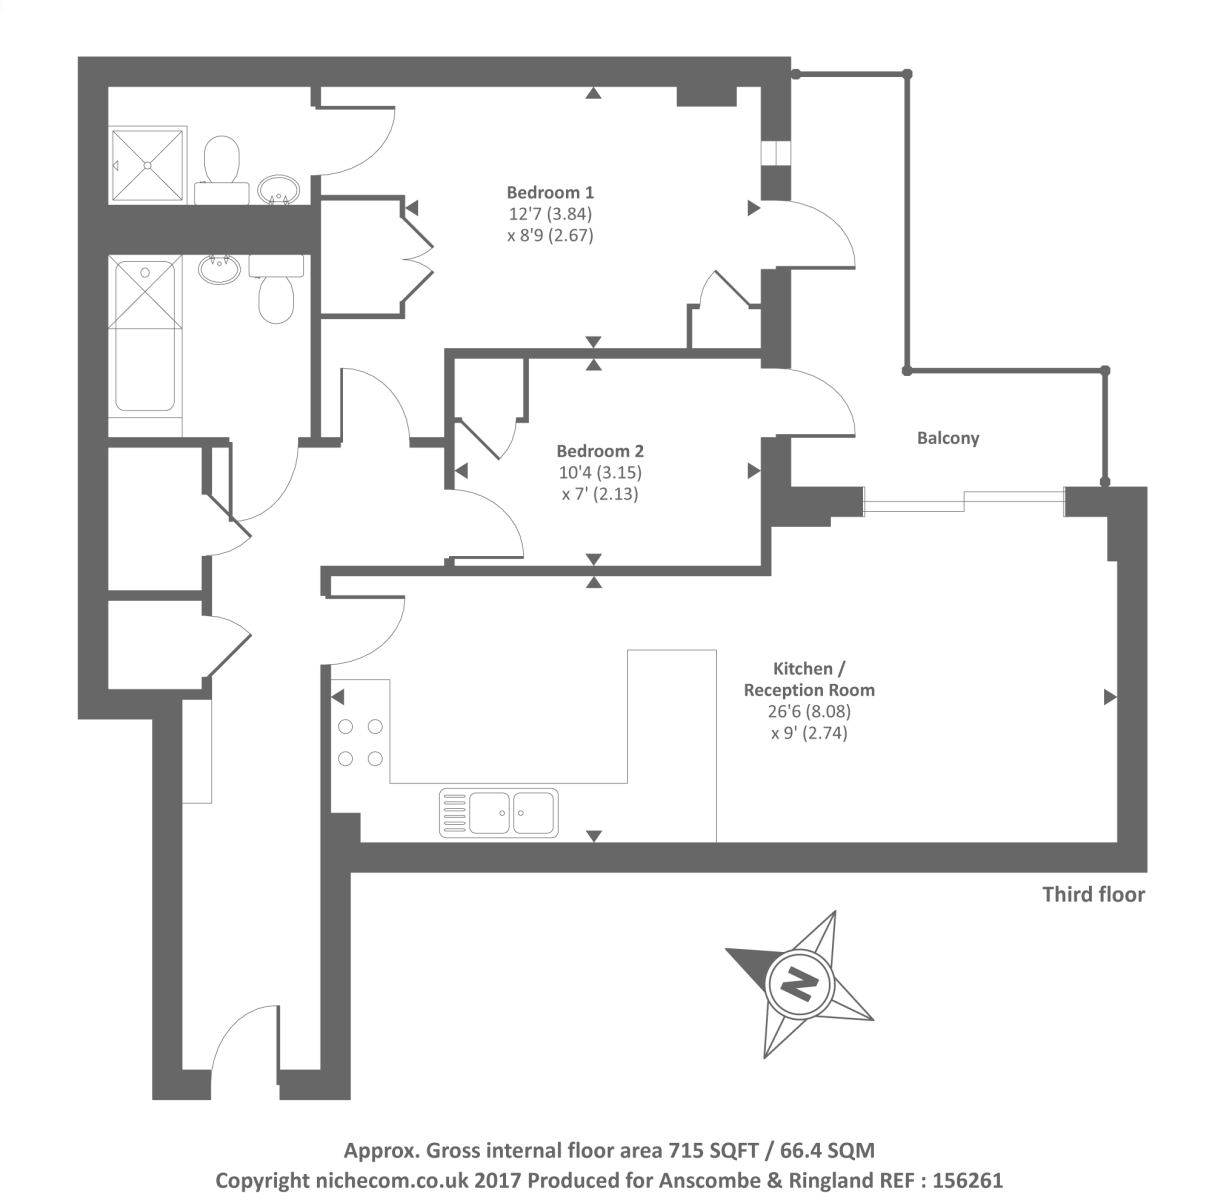 Bedroom 1
12'7 (3.84)
x 8'9 (2.67)
Bedroom 2
10'4 (3.15)
x 7' (2.13)
Balcony
Kitchen /
Reception Room
26'6 (8.08)
x 9' (2.74)
Third floor
N
Approx. Gross internal floor area 715 SQFT / 66.4 SQM
Copyright nichecom.co.uk 2017 Produced for Anscombe & Ringland REF : 156261